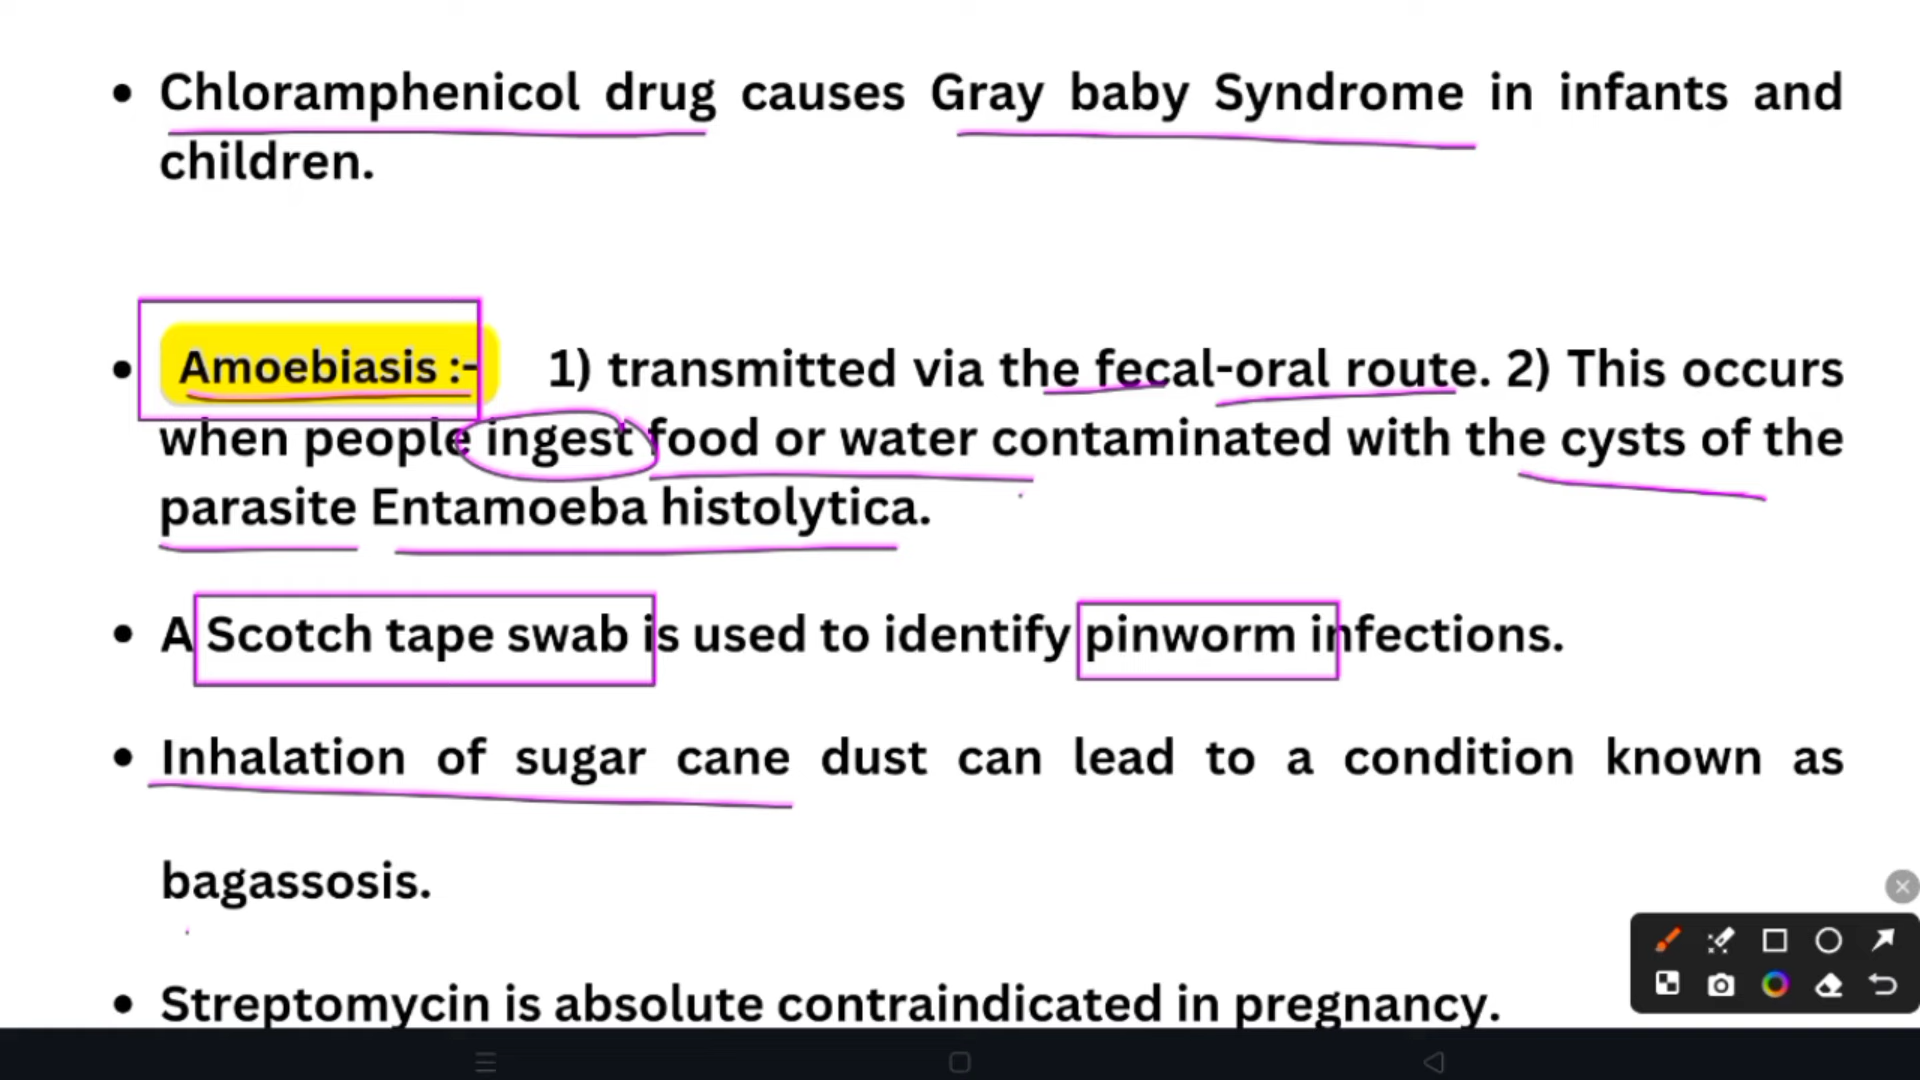 • Chloramphenicol drug causes Gray baby Syndrome in infants and
children.
• Amoebiasis :- 1) transmitted via the fecal-oral route. 2) This occurs
when people ingest food or water contaminated with the cysts of the
parasite Entamoeba histolytica.
• A Scotch tape swab is used to identify pinworm infections.
• Inhalation of sugar cane dust can lead to a condition known as
bagassosis.
• Streptomycin is absolute contraindicated in pregnancy.